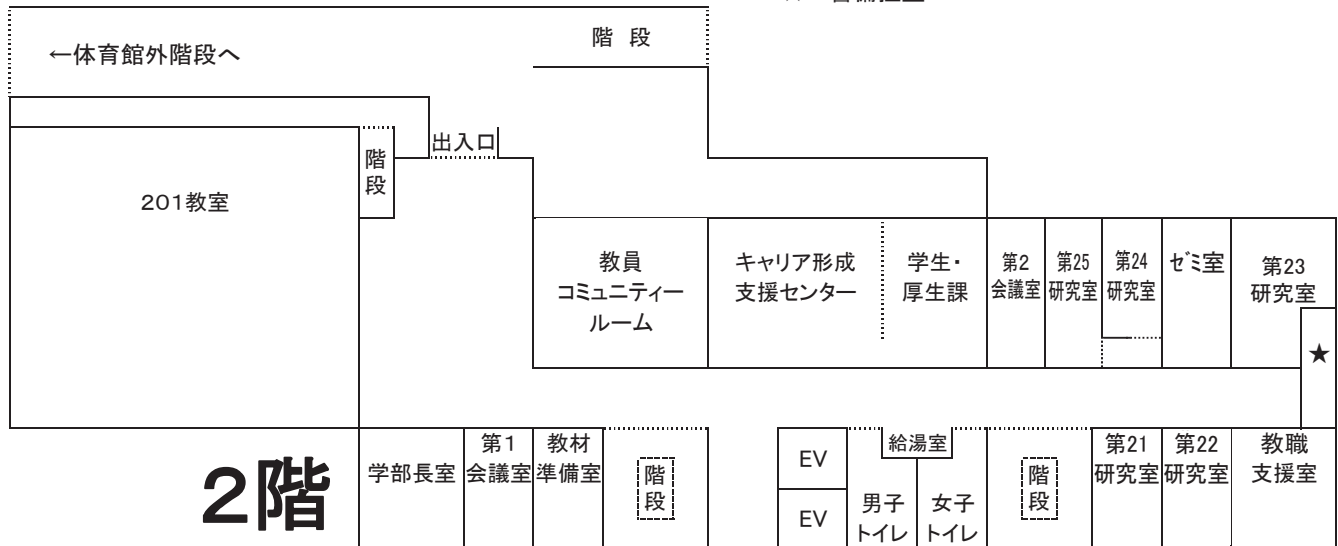 階 段
←体育館外階段へ
出入口
階
段
201教室
教員
コミュニティー
ルーム
キャリア形成
支援センター
学生・
厚生課
第2
会議室
第25
研究室
第24
研究室
ゼミ室
第23
研究室
★
2階
学部長室
第1
会議室
教材
準備室
階
段
EV
EV
給湯室
男子
トイレ
女子
トイレ
階
段
第21
研究室
第22
研究室
教職
支援室